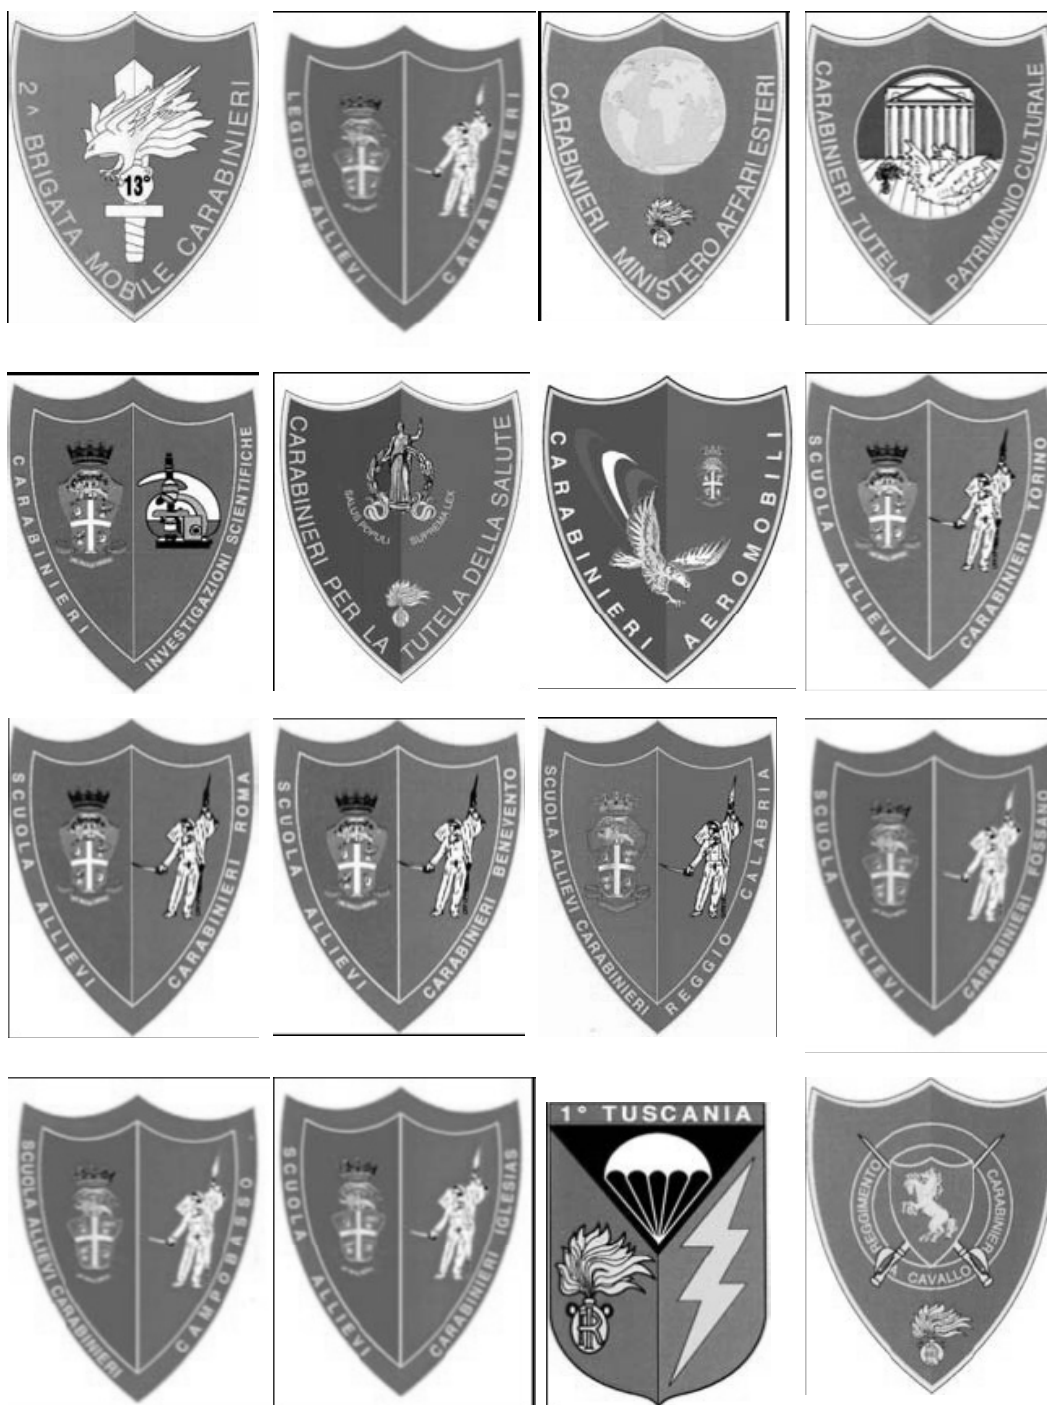 2^ BRIGATA MOBILE CARABINIERI
13°
LEGIONE ALLIEVI
CARABINIERI
CARABINIERI MINISTERO AFFARI ESTERI
CARABINIERI TUTELA PATRIMONIO CULTURALE
CARABINIERI
INVESTIGAZIONI SCIENTIFICHE
CARABINIERI PER LA TUTELA DELLA SALUTE
SALUS POPULI SUPREMA LEX
CARABINIERI AEROMOBILI
SCUOLA ALLIEVI
CARABINIERI TORINO
SCUOLA ALLIEVI
CARABINIERI ROMA
SCUOLA ALLIEVI
CARABINIERI BENEVENTO
SCUOLA ALLIEVI CARABINIERI
REGGIO CALABRIA
SCUOLA ALLIEVI
CARABINIERI FOSSANO
SCUOLA ALLIEVI CARABINIERI
CAMPOBASSO
SCUOLA ALLIEVI
CARABINIERI IGLESIAS
1° TUSCANIA
REGGIMENTO
CARABINIERI
A CAVALLO